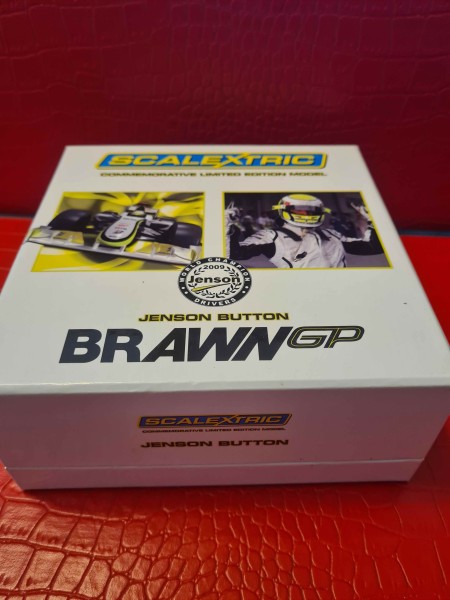 SCALEXTRIC
COMMEMORATIVE LIMITED EDITION MODEL
WORLD CHAMPION
2009
Jenson
DRIVERS
JENSON BUTTON
BRAWNGP
SCALEXTRIC
COMMEMORATIVE LIMITED EDITION MODEL
JENSON BUTTON